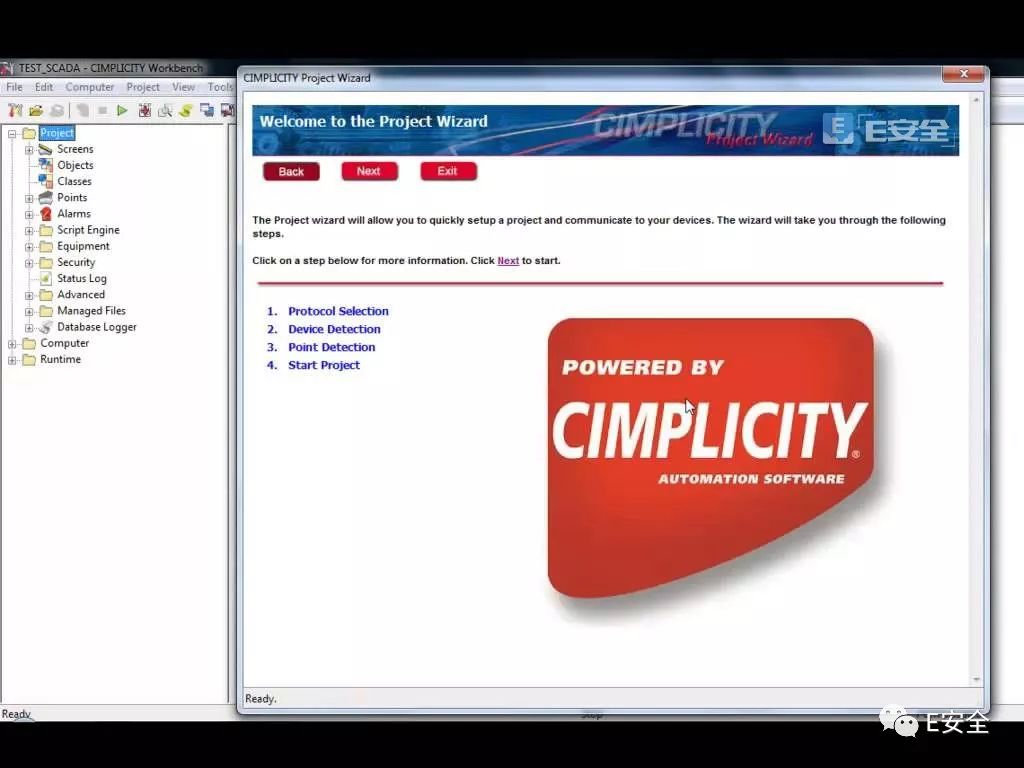 TEST_SCADA - CIMPLICITY Workbench
File Edit Computer Project View Tools
Project
Screens
Objects
Classes
Points
Alarms
Script Engine
Equipment
Security
Status Log
Advanced
Managed Files
Database Logger
Computer
Runtime
Ready
CIMPLICITY Project Wizard
Welcome to the Project Wizard
CIMPLICITY
Project Wizard
E安全
Back Next Exit
The Project wizard will allow you to quickly setup a project and communicate to your devices. The wizard will take you through the following
steps.
Click on a step below for more information. Click Next to start.
1. Protocol Selection
2. Device Detection
3. Point Detection
4. Start Project
POWERED BY
CIMPLICITY®
AUTOMATION SOFTWARE
Ready.
E安全